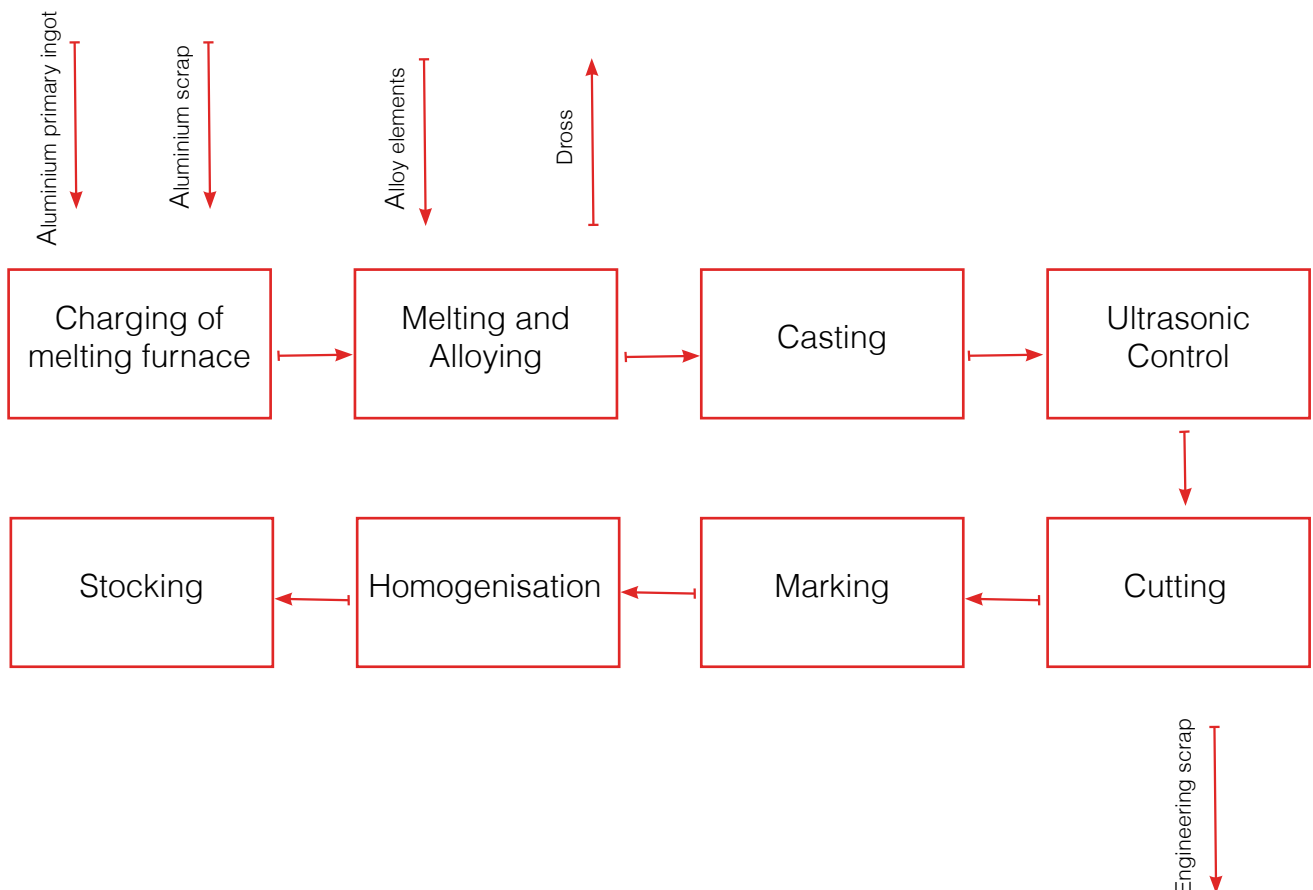 Aluminium primary ingot
Aluminium scrap
Alloy elements
Dross
Charging of
melting furnace
Melting and
Alloying
Casting
Ultrasonic
Control
Stocking
Homogenisation
Marking
Cutting
Engineering scrap